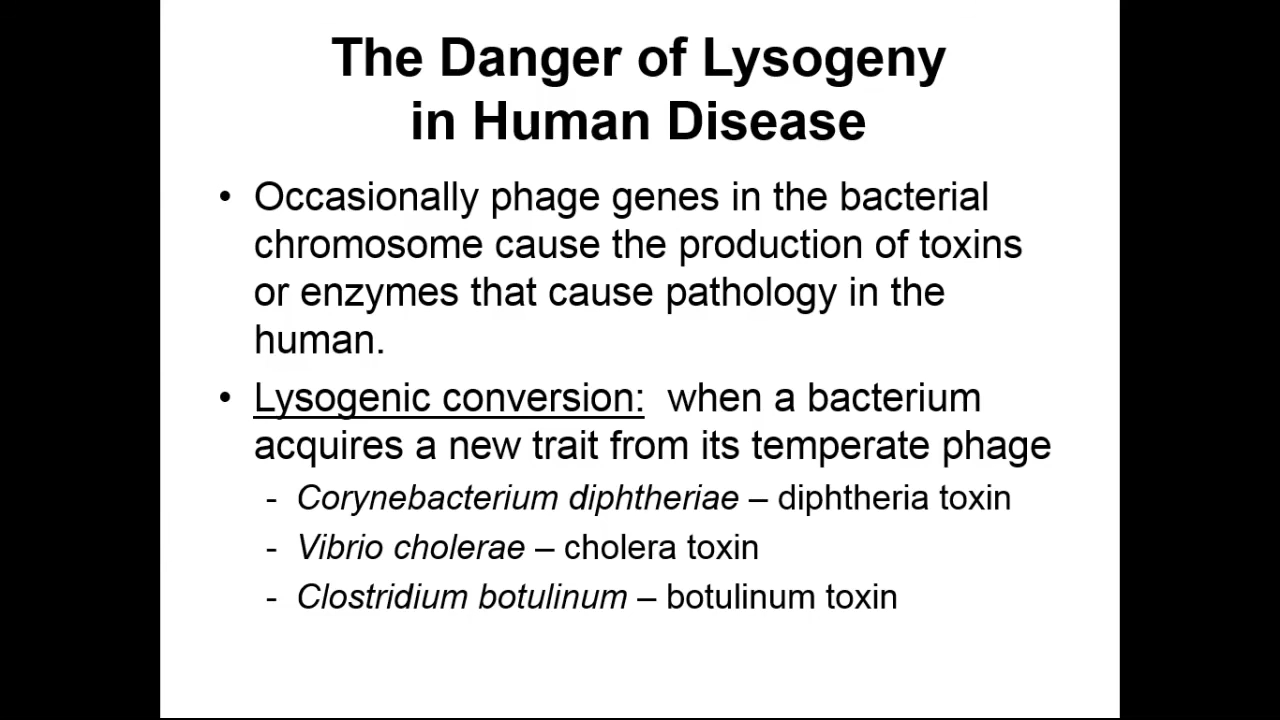 The Danger of Lysogeny
in Human Disease
• Occasionally phage genes in the bacterial
chromosome cause the production of toxins
or enzymes that cause pathology in the
human.
• Lysogenic conversion:  when a bacterium
acquires a new trait from its temperate phage
- Corynebacterium diphtheriae – diphtheria toxin
- Vibrio cholerae – cholera toxin
- Clostridium botulinum – botulinum toxin